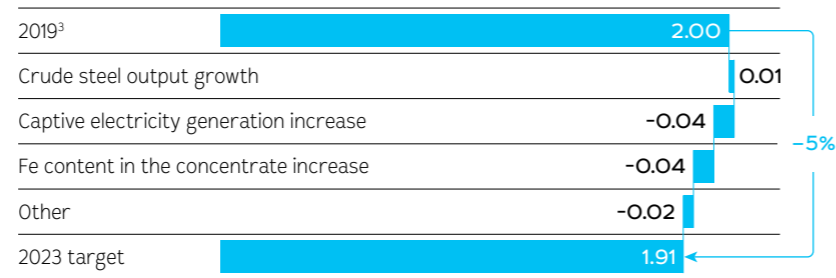 2019³ 2.00
Crude steel output growth 0.01
Captive electricity generation increase -0.04
-5%
Fe content in the concentrate increase -0.04
Other -0.02
2023 target 1.91